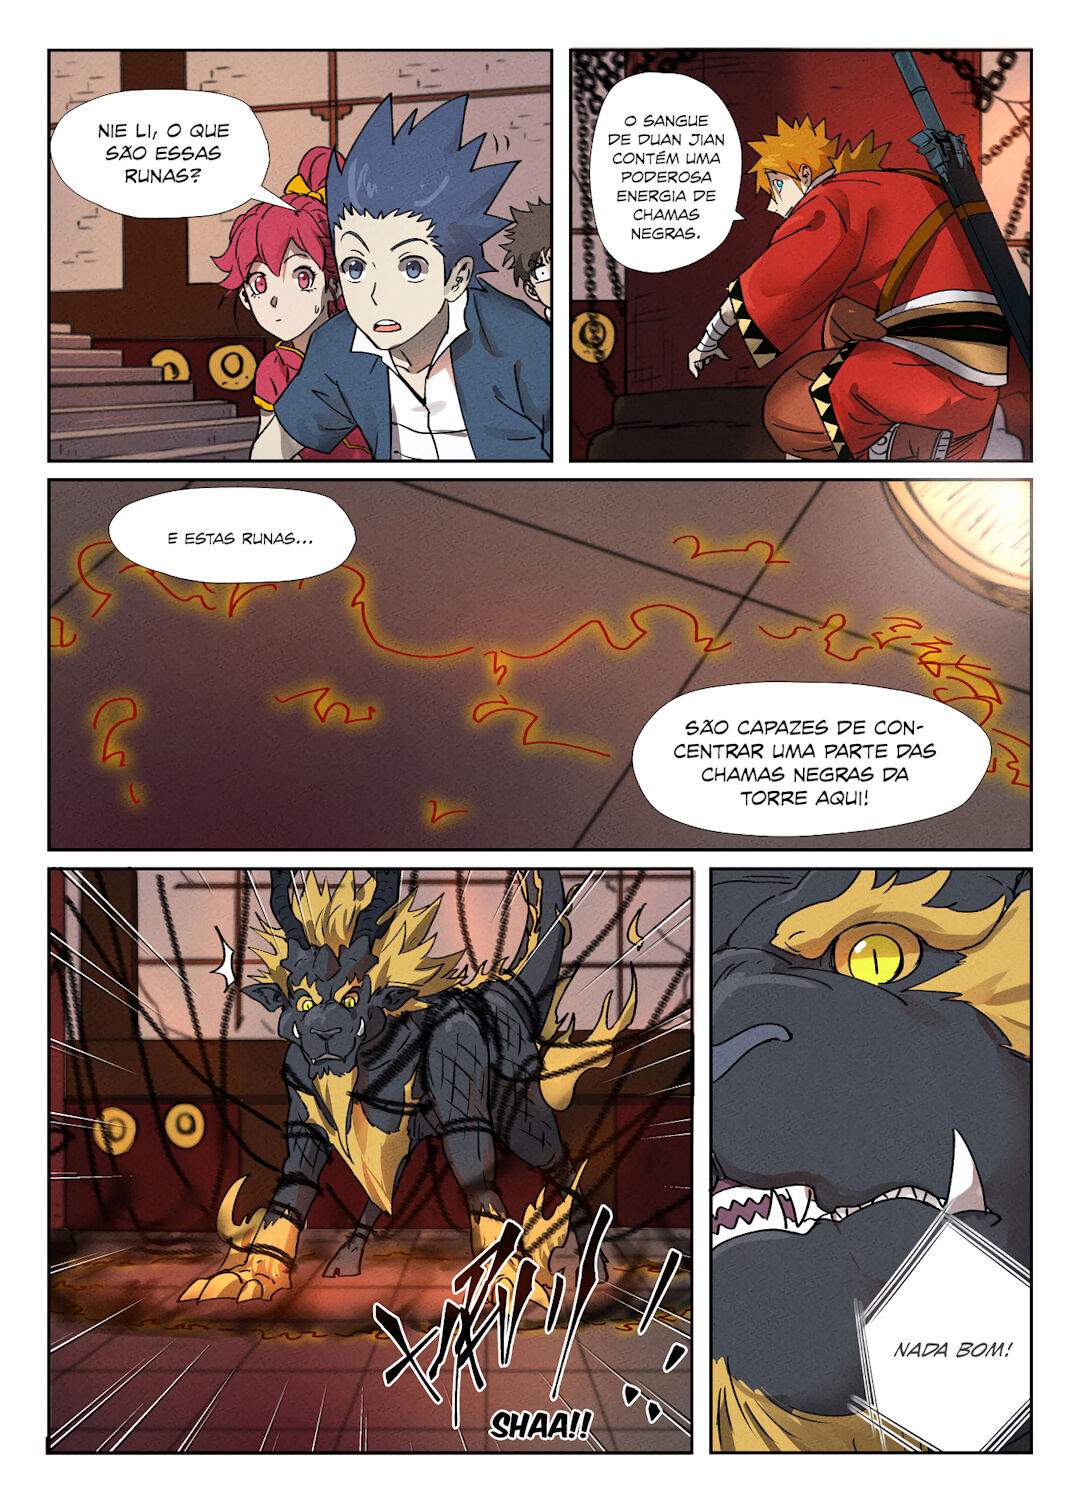 NIE LI, O QUE
SÃO ESSAS
RUNAS?
O SANGUE
DE DUAN JIAN
CONTÉM UMA
PODEROSA
ENERGIA DE
CHAMAS
NEGRAS.
E ESTAS RUNAS...
SÃO CAPAZES DE CON-
CENTRAR UMA PARTE DAS
CHAMAS NEGRAS DA
TORRE AQUI!
SHAA!!
NADA BOM!